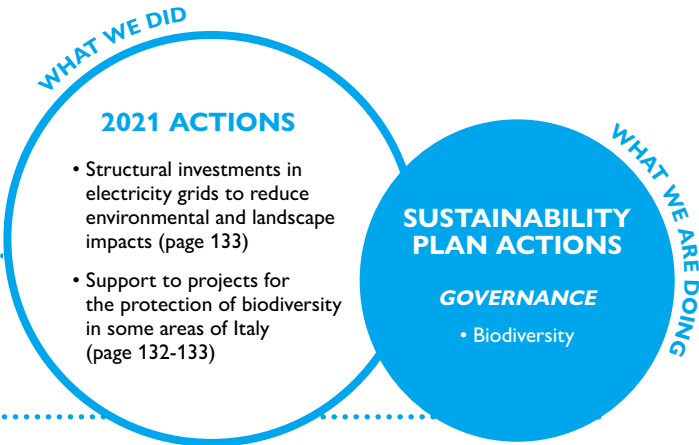 WHAT WE DID
2021 ACTIONS
• Structural investments in
electricity grids to reduce
environmental and landscape
impacts (page 133)
• Support to projects for
the protection of biodiversity
in some areas of Italy
(page 132-133)
WHAT WE ARE DOING
SUSTAINABILITY
PLAN ACTIONS
GOVERNANCE
• Biodiversity